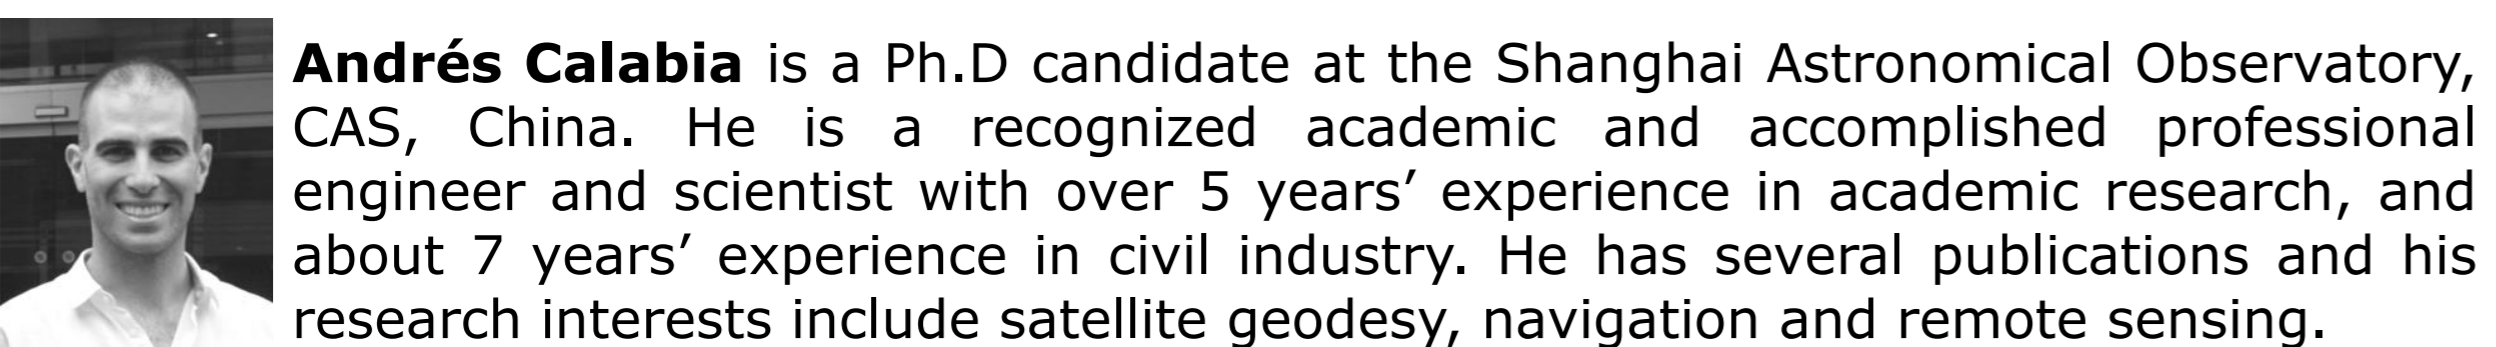 Andrés Calabia is a Ph.D candidate at the Shanghai Astronomical Observatory,
CAS, China. He is a recognized academic and accomplished professional
engineer and scientist with over 5 years’ experience in academic research, and
about 7 years’ experience in civil industry. He has several publications and his
research interests include satellite geodesy, navigation and remote sensing.